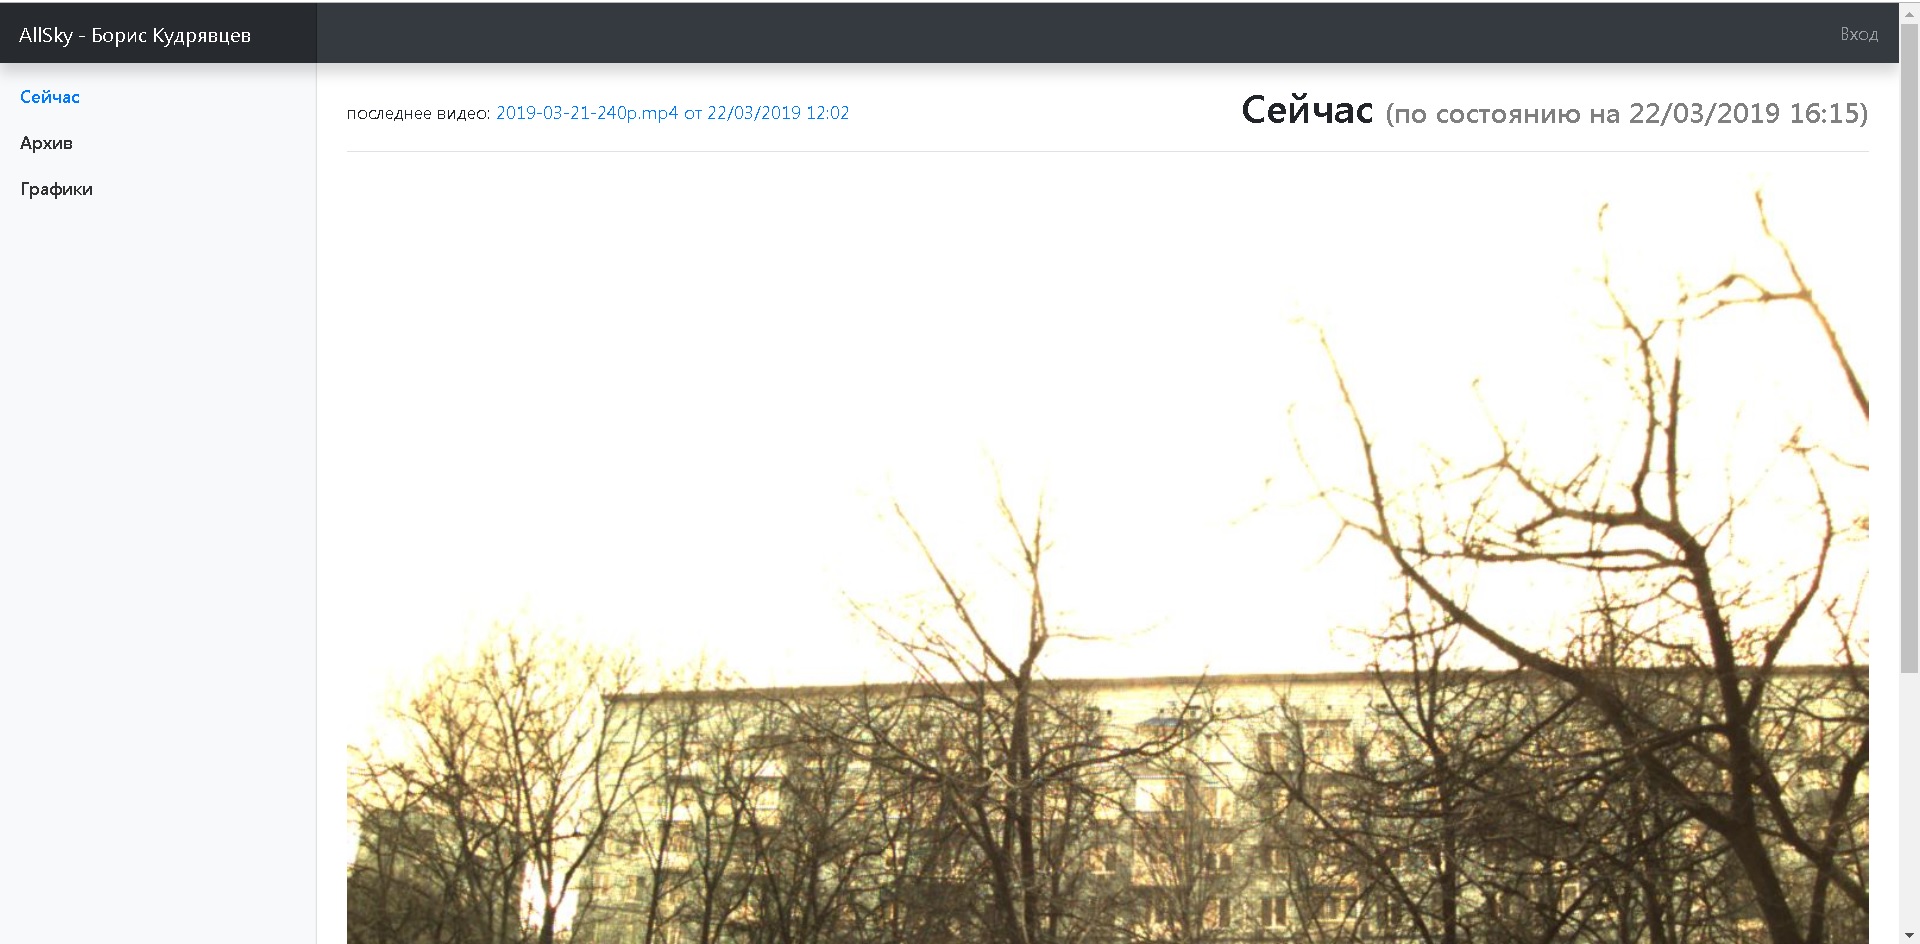 AllSky - Борис Кудрявцев
Вход
Сейчас
Архив
Графики
последнее видео: 2019-03-21-240p.mp4 от 22/03/2019 12:02
Сейчас (по состоянию на 22/03/2019 16:15)